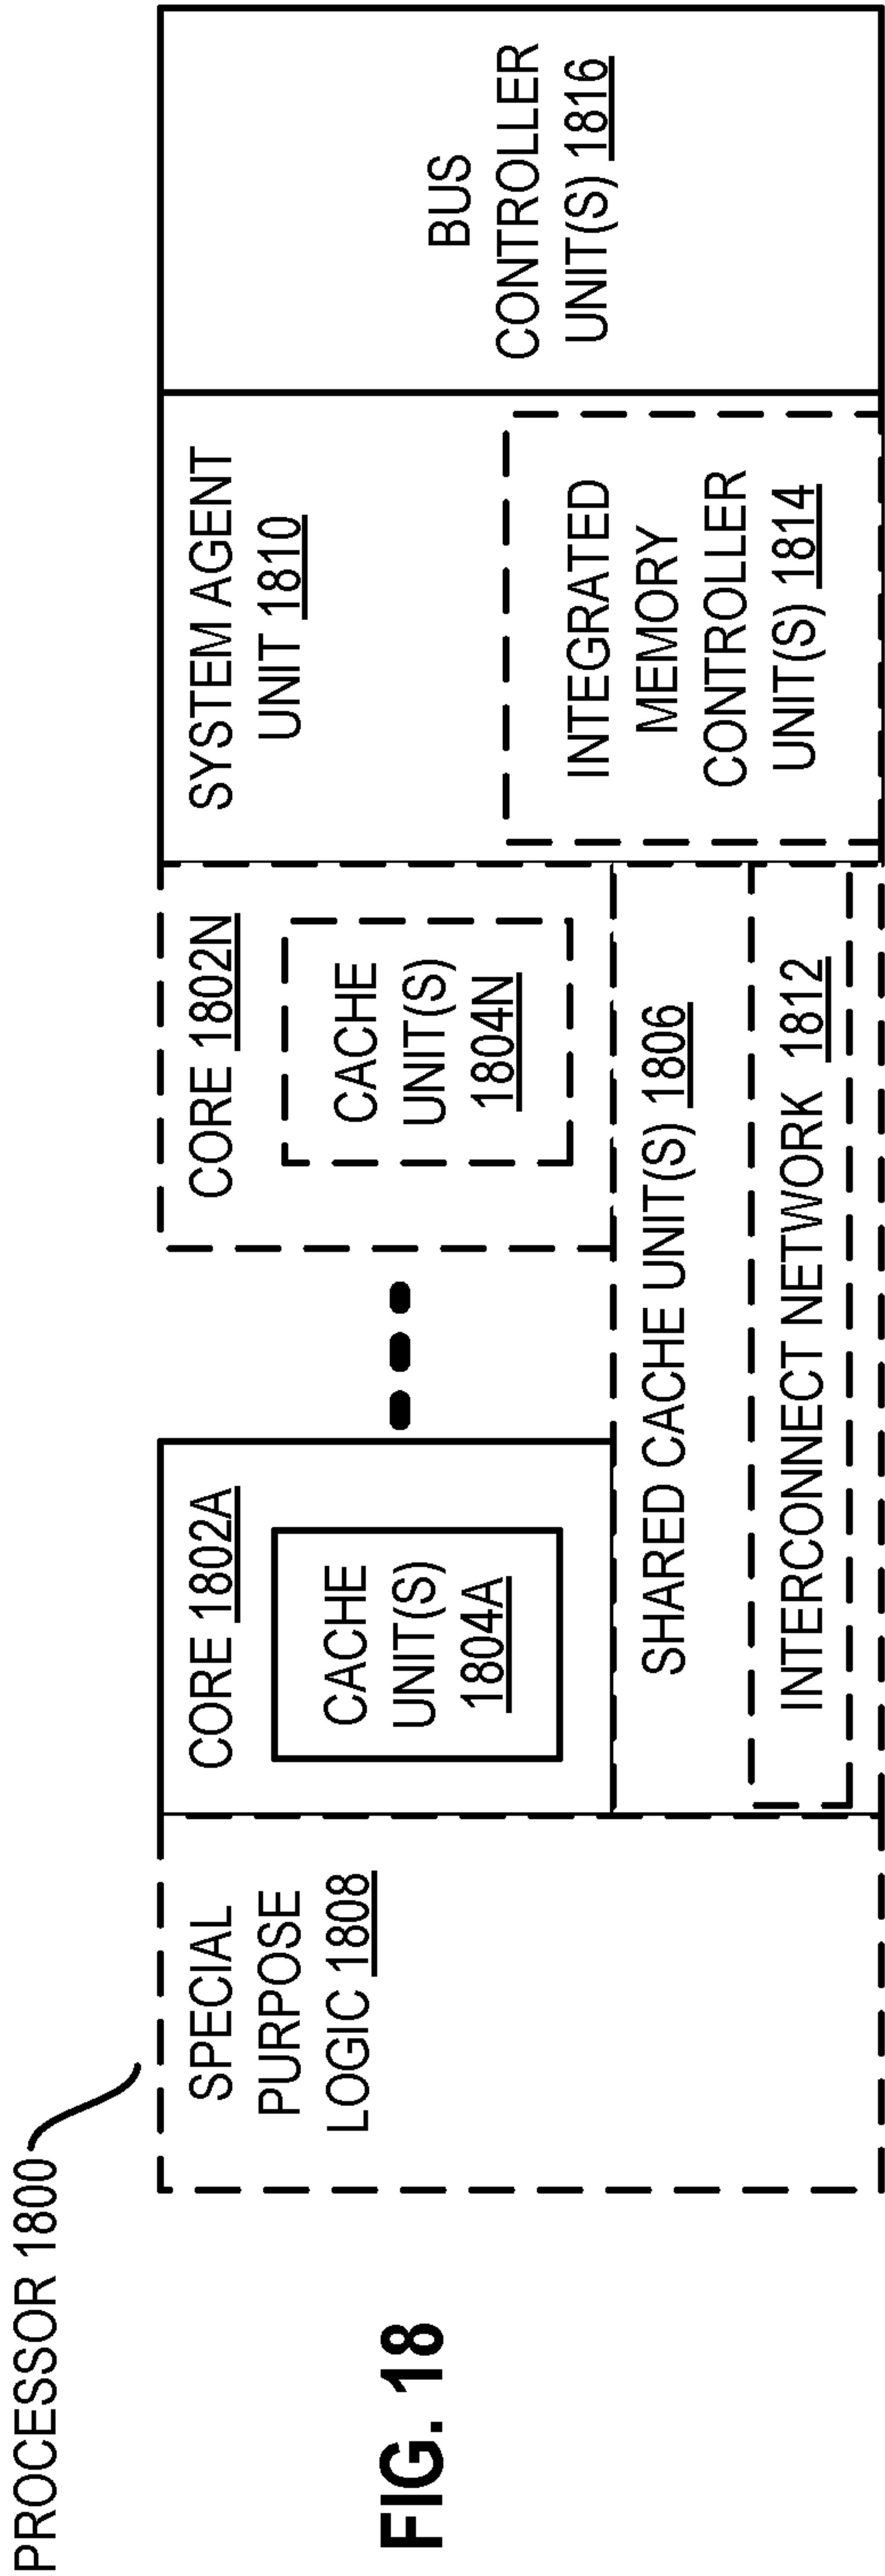 PROCESSOR 1800
SPECIAL
PURPOSE
LOGIC 1808
CORE 1802A
CACHE
UNIT(S)
1804A
CORE 1802N
CACHE
UNIT(S)
1804N
SHARED CACHE UNIT(S) 1806
INTERCONNECT NETWORK 1812
SYSTEM AGENT
UNIT 1810
INTEGRATED
MEMORY
CONTROLLER
UNIT(S) 1814
BUS
CONTROLLER
UNIT(S) 1816
FIG. 18